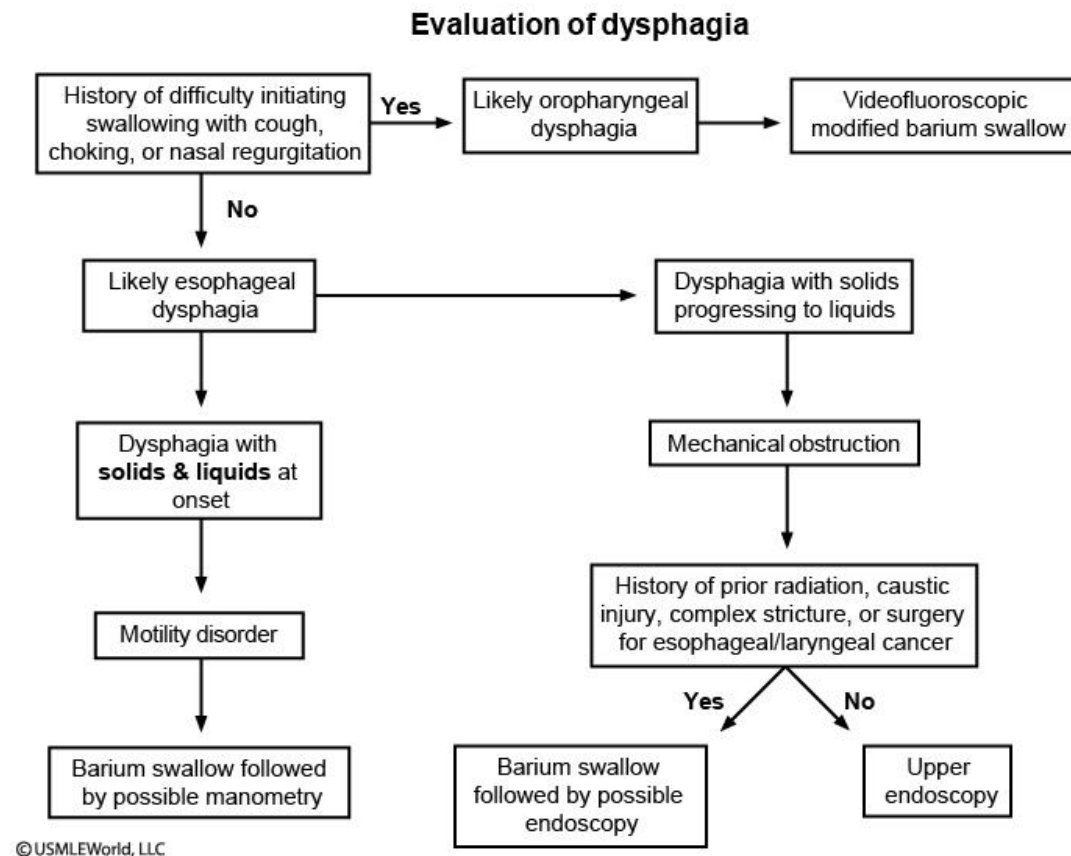 Evaluation of dysphagia
History of difficulty initiating
swallowing with cough,
choking, or nasal regurgitation
Yes
Likely oropharyngeal
dysphagia
Videofluoroscopic
modified barium swallow
No
Likely esophageal
dysphagia
Dysphagia with solids
progressing to liquids
Dysphagia with
solids & liquids at
onset
Mechanical obstruction
Motility disorder
History of prior radiation, caustic
injury, complex stricture, or surgery
for esophageal/laryngeal cancer
Yes
No
Barium swallow followed
by possible manometry
Barium swallow
followed by possible
endoscopy
Upper
endoscopy
©USMLEWorld, LLC